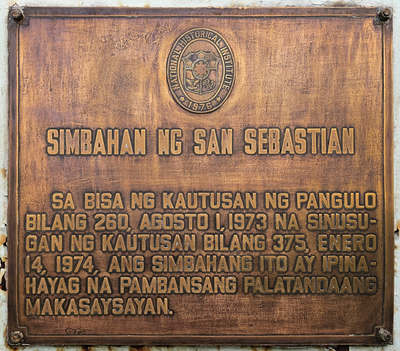 NATIONAL HISTORICAL INSTITUTE
1976
SIMBAHAN NG SAN SEBASTIAN
SA BISA NG KAUTUSAN NG PANGULO
BILANG 260, AGOSTO 1, 1973 NA SINUSU-
GAN NG KAUTUSAN BILANG 375, ENERO
14, 1974, ANG SIMBAHANG ITO AY IPINA-
HAYAG NA PAMBANSANG PALATANDAANG
MAKASAYSAYAN.